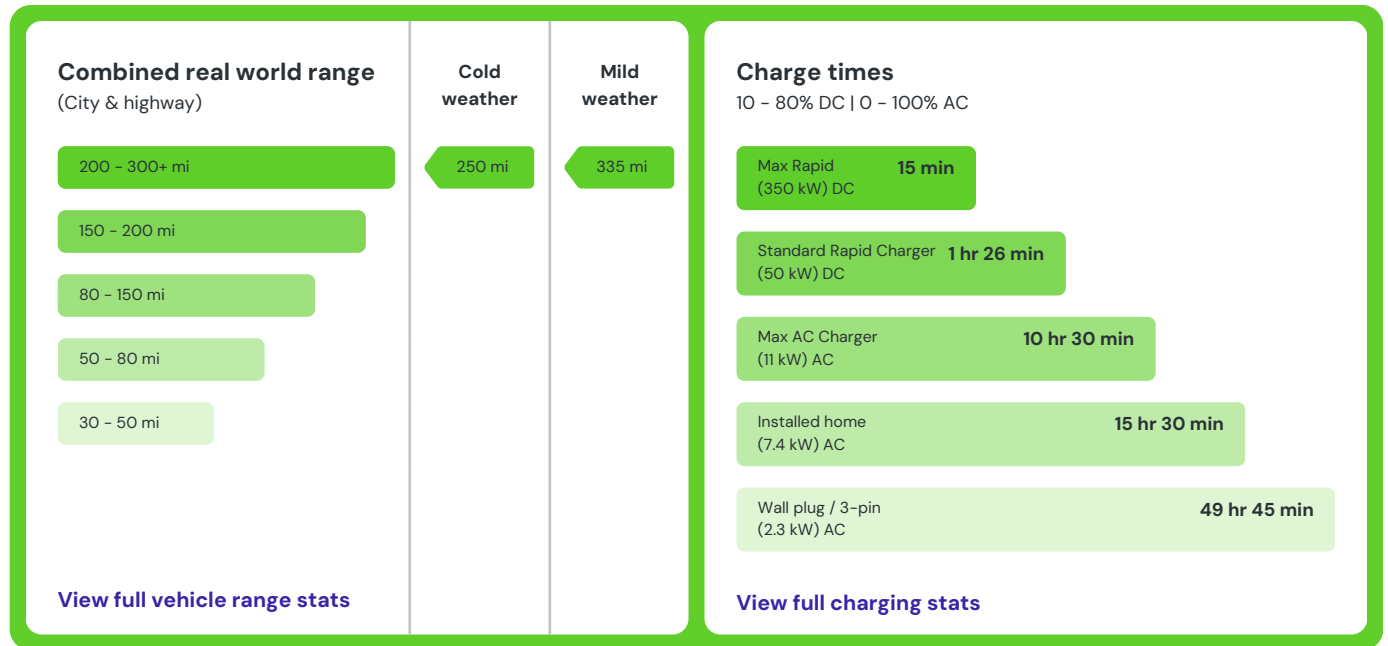 Combined real world range
(City & highway)
Cold
weather
Mild
weather
200 - 300+ mi
250 mi
335 mi
150 - 200 mi
80 - 150 mi
50 - 80 mi
30 - 50 mi
View full vehicle range stats
Charge times
10 - 80% DC | 0 - 100% AC
Max Rapid
(350 kW) DC
15 min
Standard Rapid Charger
(50 kW) DC
1 hr 26 min
Max AC Charger
(11 kW) AC
10 hr 30 min
Installed home
(7.4 kW) AC
15 hr 30 min
Wall plug / 3-pin
(2.3 kW) AC
49 hr 45 min
View full charging stats